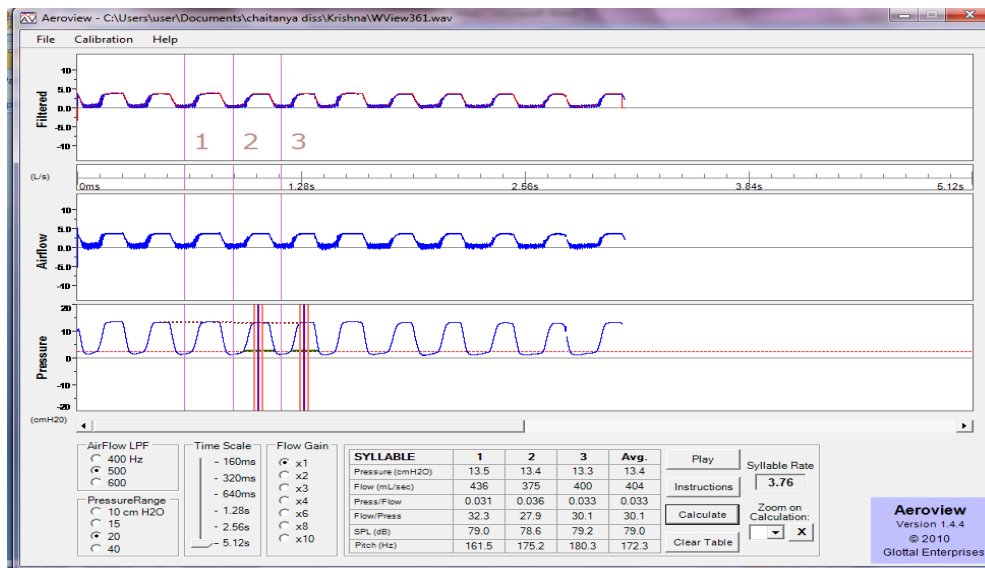 Aeroview - C:\Users\user\Documents\chaitanya diss\Krishna\WView361.wav
File Calibration Help
Filtered
10
5.0
0.0
-5.0
-10
1 2 3
(L/s)
0ms 1.28s 2.56s 3.84s 5.12s
Airflow
10
5.0
0.0
-5.0
-10
Pressure
20
10
0
-10
-20
(cmH20)
AirFlow LPF
400 Hz
500
600
PressureRange
10 cm H2O
15
20
40
Time Scale
- 160ms
- 320ms
- 640ms
- 1.28s
- 2.56s
- 5.12s
Flow Gain
x1
x2
x3
x4
x6
x8
x10
SYLLABLE 1 2 3 Avg.
Pressure (cmH2O) 13.5 13.4 13.3 13.4
Flow (mL/sec) 436 375 400 404
Press/Flow 0.031 0.036 0.033 0.033
Flow/Press 32.3 27.9 30.1 30.1
SPL (dB) 79.0 78.6 79.2 79.0
Pitch (Hz) 161.5 175.2 180.3 172.3
Play
Instructions
Calculate
Clear Table
Syllable Rate
3.76
Zoom on
Calculation:
X
Aeroview
Version 1.4.4
© 2010
Glottal Enterprises